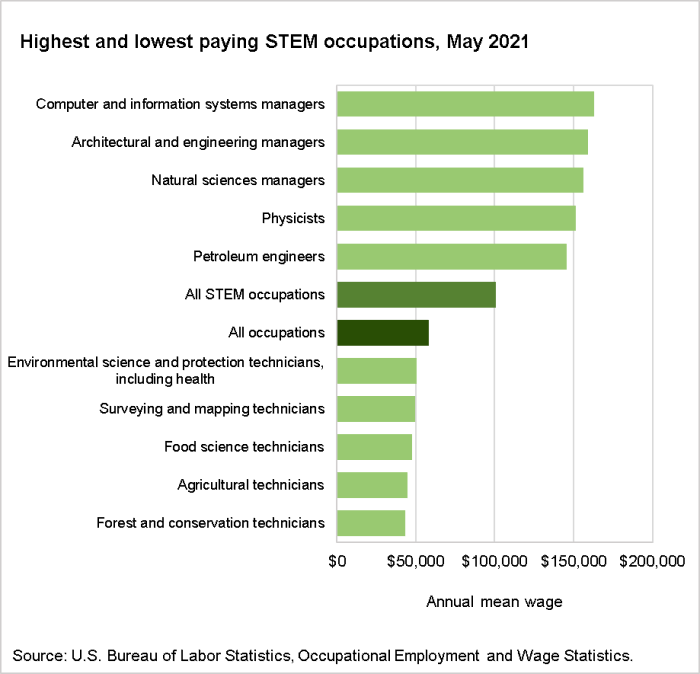 Highest and lowest paying STEM occupations, May 2021
Computer and information systems managers
Architectural and engineering managers
Natural sciences managers
Physicists
Petroleum engineers
All STEM occupations
All occupations
Environmental science and protection technicians,
including health
Surveying and mapping technicians
Food science technicians
Agricultural technicians
Forest and conservation technicians
$0 $50,000 $100,000 $150,000 $200,000
Annual mean wage
Source: U.S. Bureau of Labor Statistics, Occupational Employment and Wage Statistics.